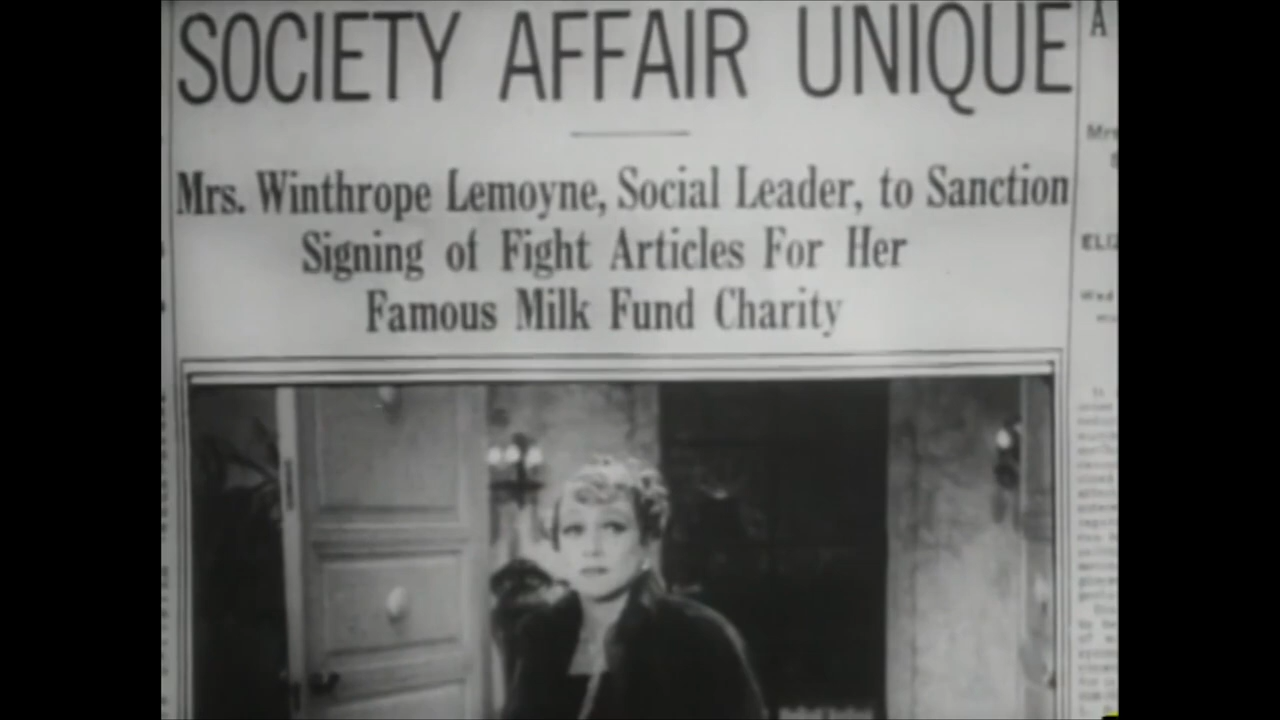 SOCIETY AFFAIR UNIQUE
Mrs. Winthrope Lemoyne, Social Leader, to Sanction
Signing of Fight Articles For Her
Famous Milk Fund Charity
A